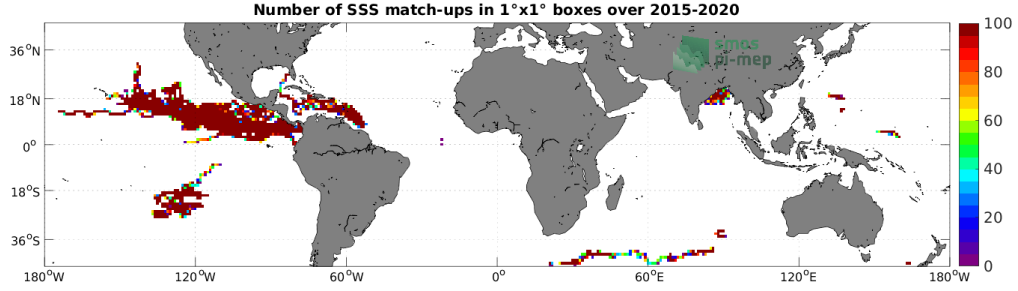 Number of SSS match-ups in 1°x1° boxes over 2015-2020
36°N
18°N
0°
18°S
36°S
180°W
120°W
60°W
0°
60°E
120°E
180°W
smos
pi-mep
100
80
60
40
20
0